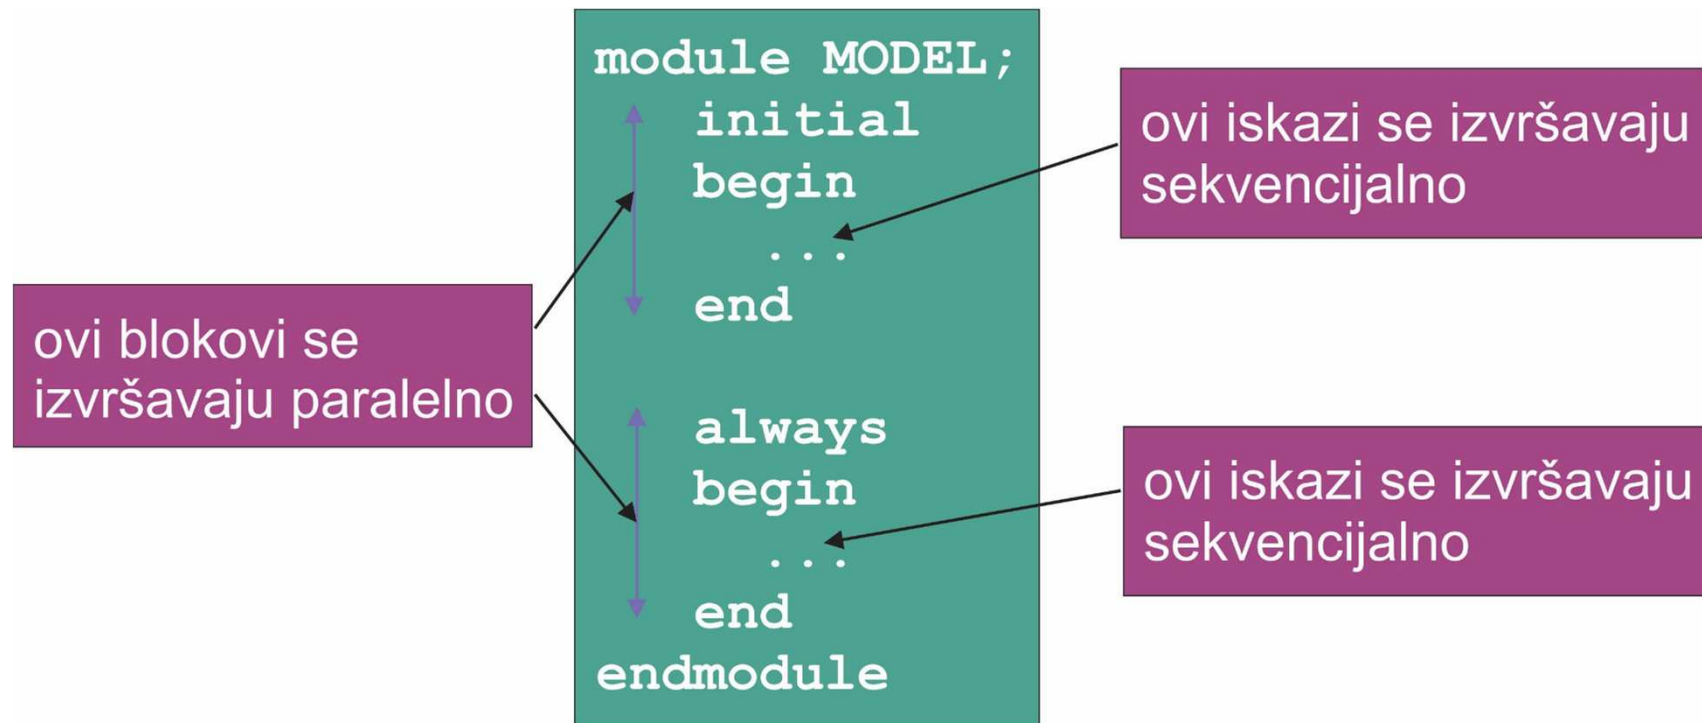 module MODEL;
initial
begin
...
end
always
begin
...
end
endmodule
ovi blokovi se
izvršavaju paralelno
ovi iskazi se izvršavaju
sekvencijalno
ovi iskazi se izvršavaju
sekvencijalno